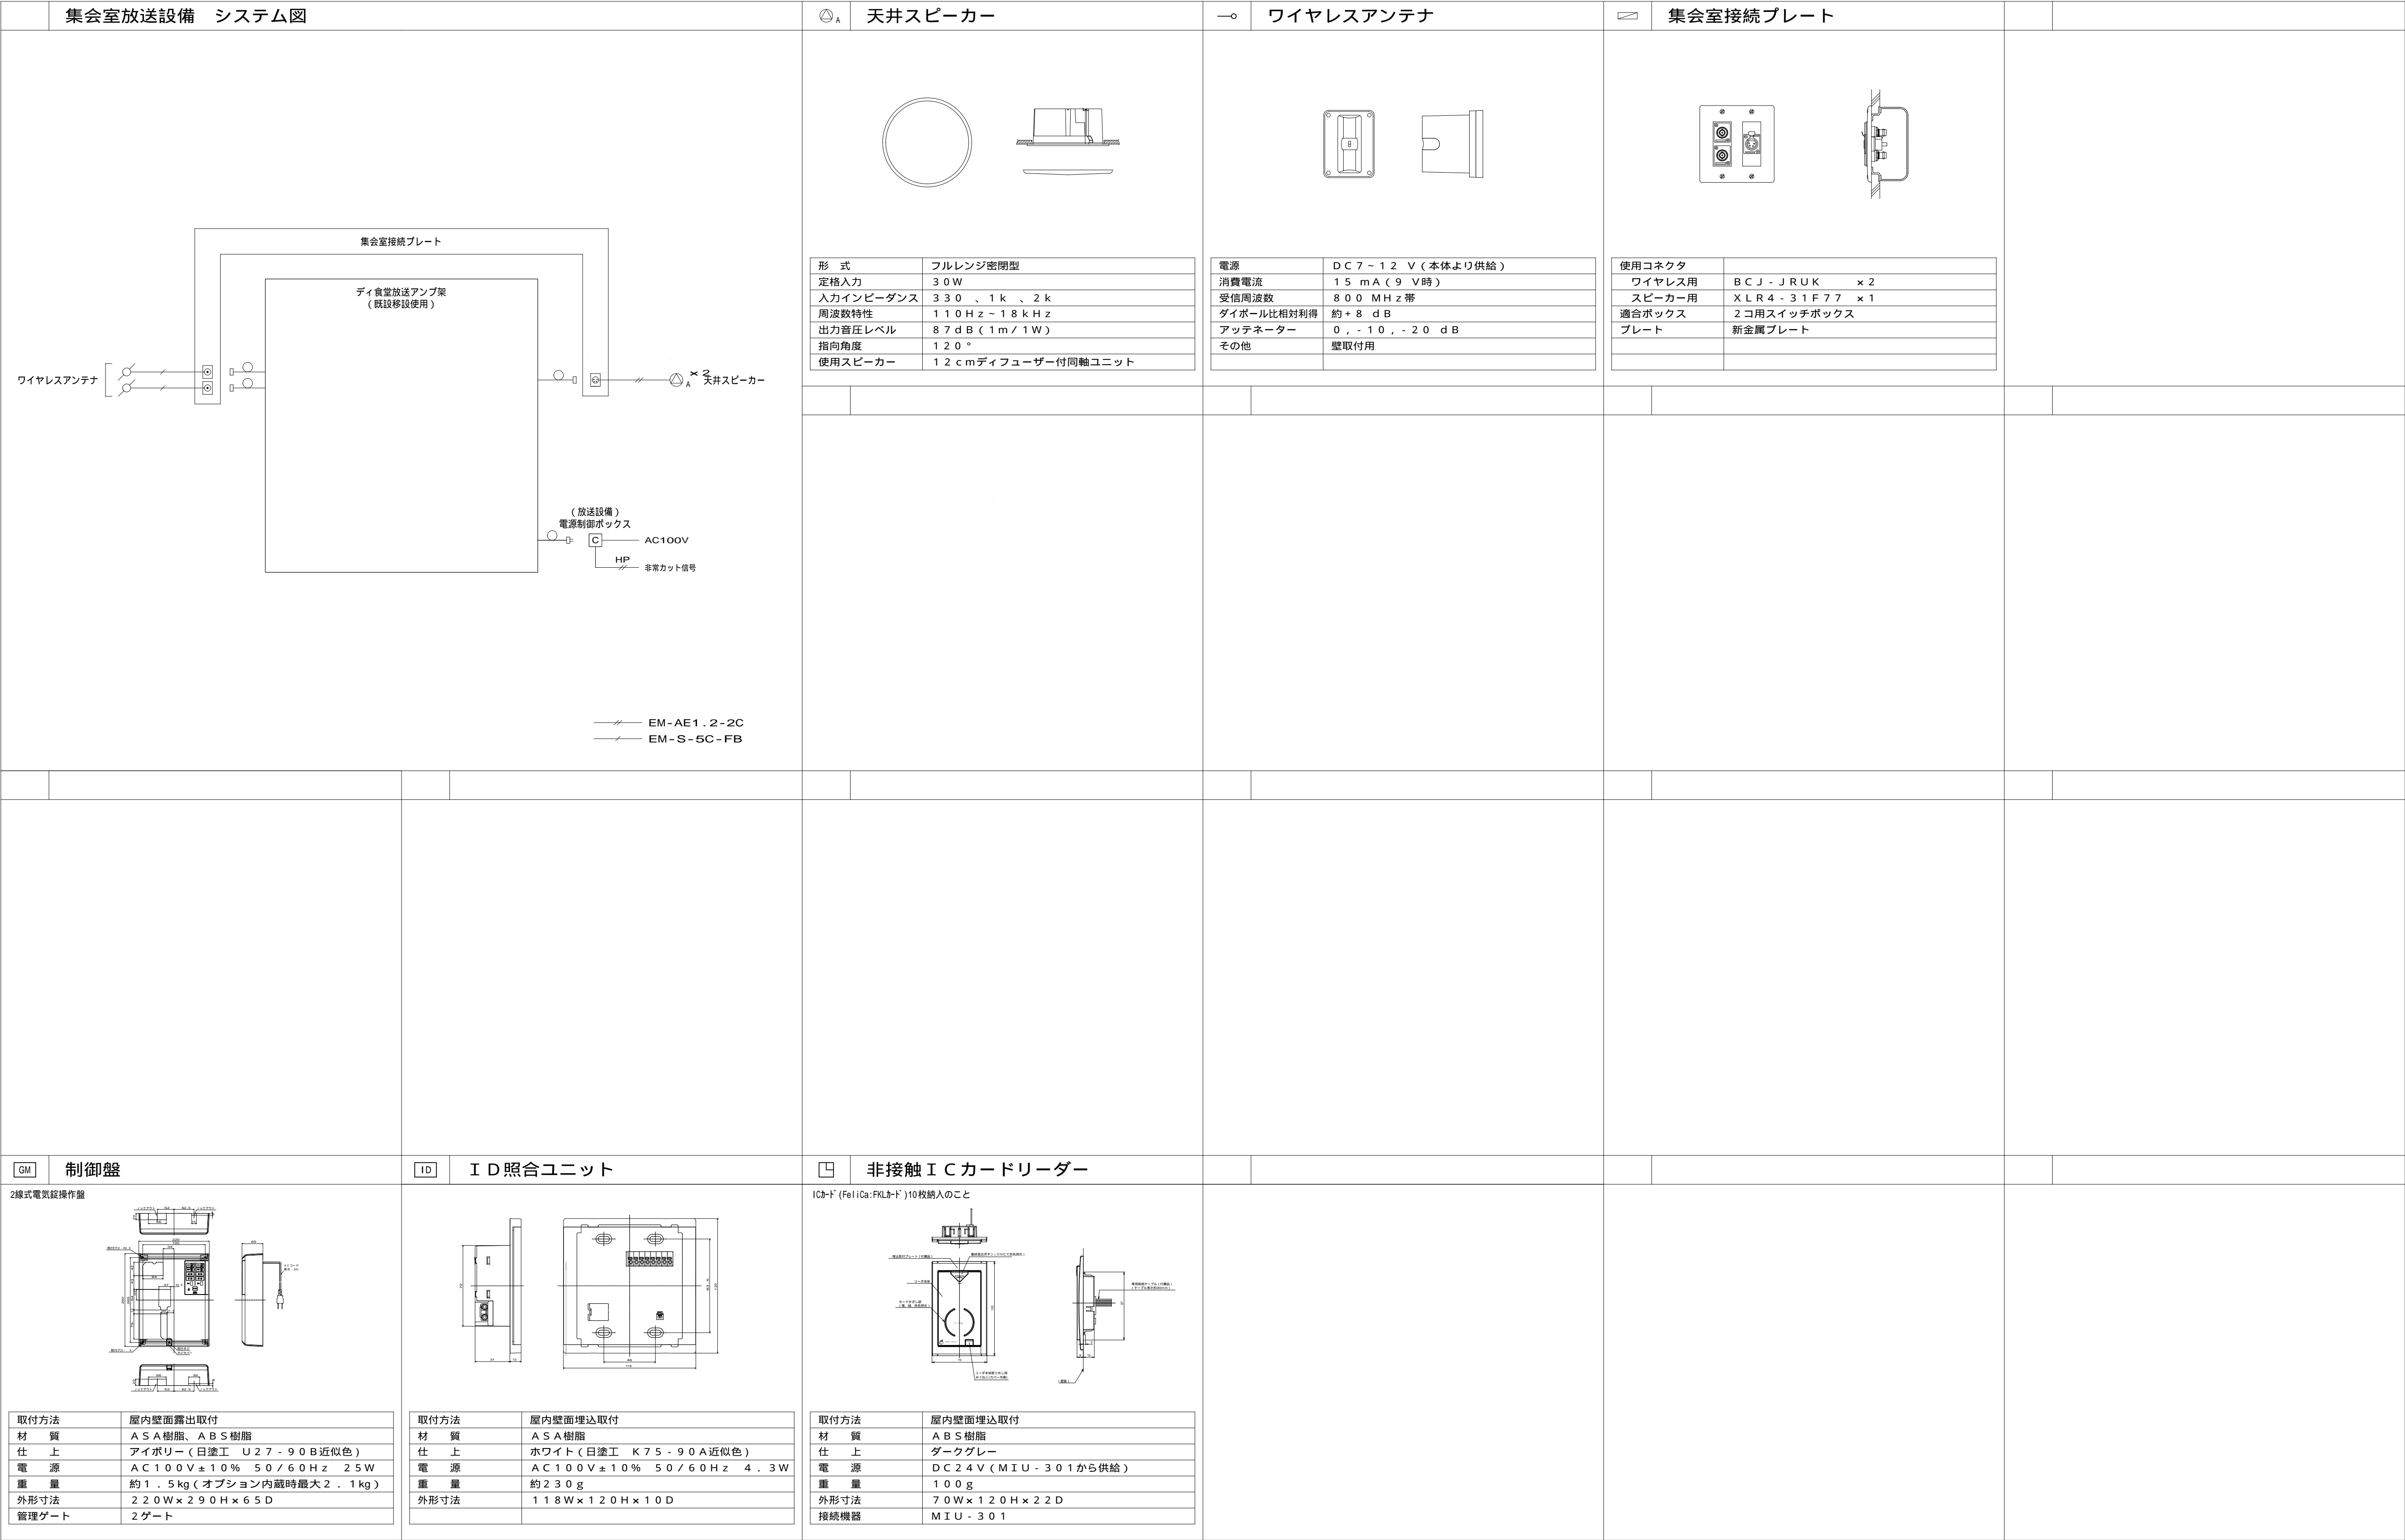 集会室放送設備　システム図
集会室接続プレート
ディ食堂放送アンプ架
（既設移設使用）
ワイヤレスアンテナ
×２
A
天井スピーカー
（放送設備）
電源制御ボックス
C
AC100V
HP
非常カット信号
EM-AE1.2-2C
EM-S-5C-FB
A
天井スピーカー
形　式　フルレンジ密閉型
定格入力　３０Ｗ
入力インピーダンス　３３０　、１ｋ　、２ｋ
周波数特性　１１０Ｈｚ~１８ｋＨｚ
出力音圧レベル　８７ｄＢ（１ｍ/１Ｗ）
指向角度　１２０°
使用スピーカー　１２ｃｍディフューザー付同軸ユニット
ワイヤレスアンテナ
電源　ＤＣ７~１２　Ｖ（本体より供給）
消費電流　１５　ｍＡ（９　Ｖ時）
受信周波数　８００　ＭＨｚ帯
ダイポール比相対利得　約+８　ｄＢ
アッテネーター　０，-１０，-２０　ｄＢ
その他　壁取付用
集会室接続プレート
使用コネクタ
ワイヤレス用　ＢＣＪ-ＪＲＵＫ　×２
スピーカー用　ＸＬＲ４-３１Ｆ７７　×１
適合ボックス　２コ用スイッチボックス
プレート　新金属プレート
GM
制御盤
2線式電気錠操作盤
取付方法　屋内壁面露出取付
材　質　ＡＳＡ樹脂、ＡＢＳ樹脂
仕　上　アイボリー（日塗工　Ｕ２７-９０Ｂ近似色）
電　源　ＡＣ１００Ｖ±１０％　５０/６０Ｈｚ　２５Ｗ
重　量　約１．５kg（オプション内蔵時最大２．１kg）
外形寸法　２２０Ｗ×２９０Ｈ×６５Ｄ
管理ゲート　２ゲート
ID
ＩＤ照合ユニット
取付方法　屋内壁面埋込取付
材　質　ＡＳＡ樹脂
仕　上　ホワイト（日塗工　Ｋ７５-９０Ａ近似色）
電　源　ＡＣ１００Ｖ±１０％　５０/６０Ｈｚ　４．３Ｗ
重　量　約２３０ｇ
外形寸法　１１８Ｗ×１２０Ｈ×１０Ｄ
非接触ＩＣカードリーダー
ICｶｰﾄﾞ(FeliCa:FKLｶｰﾄﾞ)10枚納入のこと
取付方法　屋内壁面埋込取付
材　質　ＡＢＳ樹脂
仕　上　ダークグレー
電　源　ＤＣ２４Ｖ（ＭＩＵ-３０１から供給）
重　量　１００ｇ
外形寸法　７０Ｗ×１２０Ｈ×２２Ｄ
接続機器　ＭＩＵ-３０１